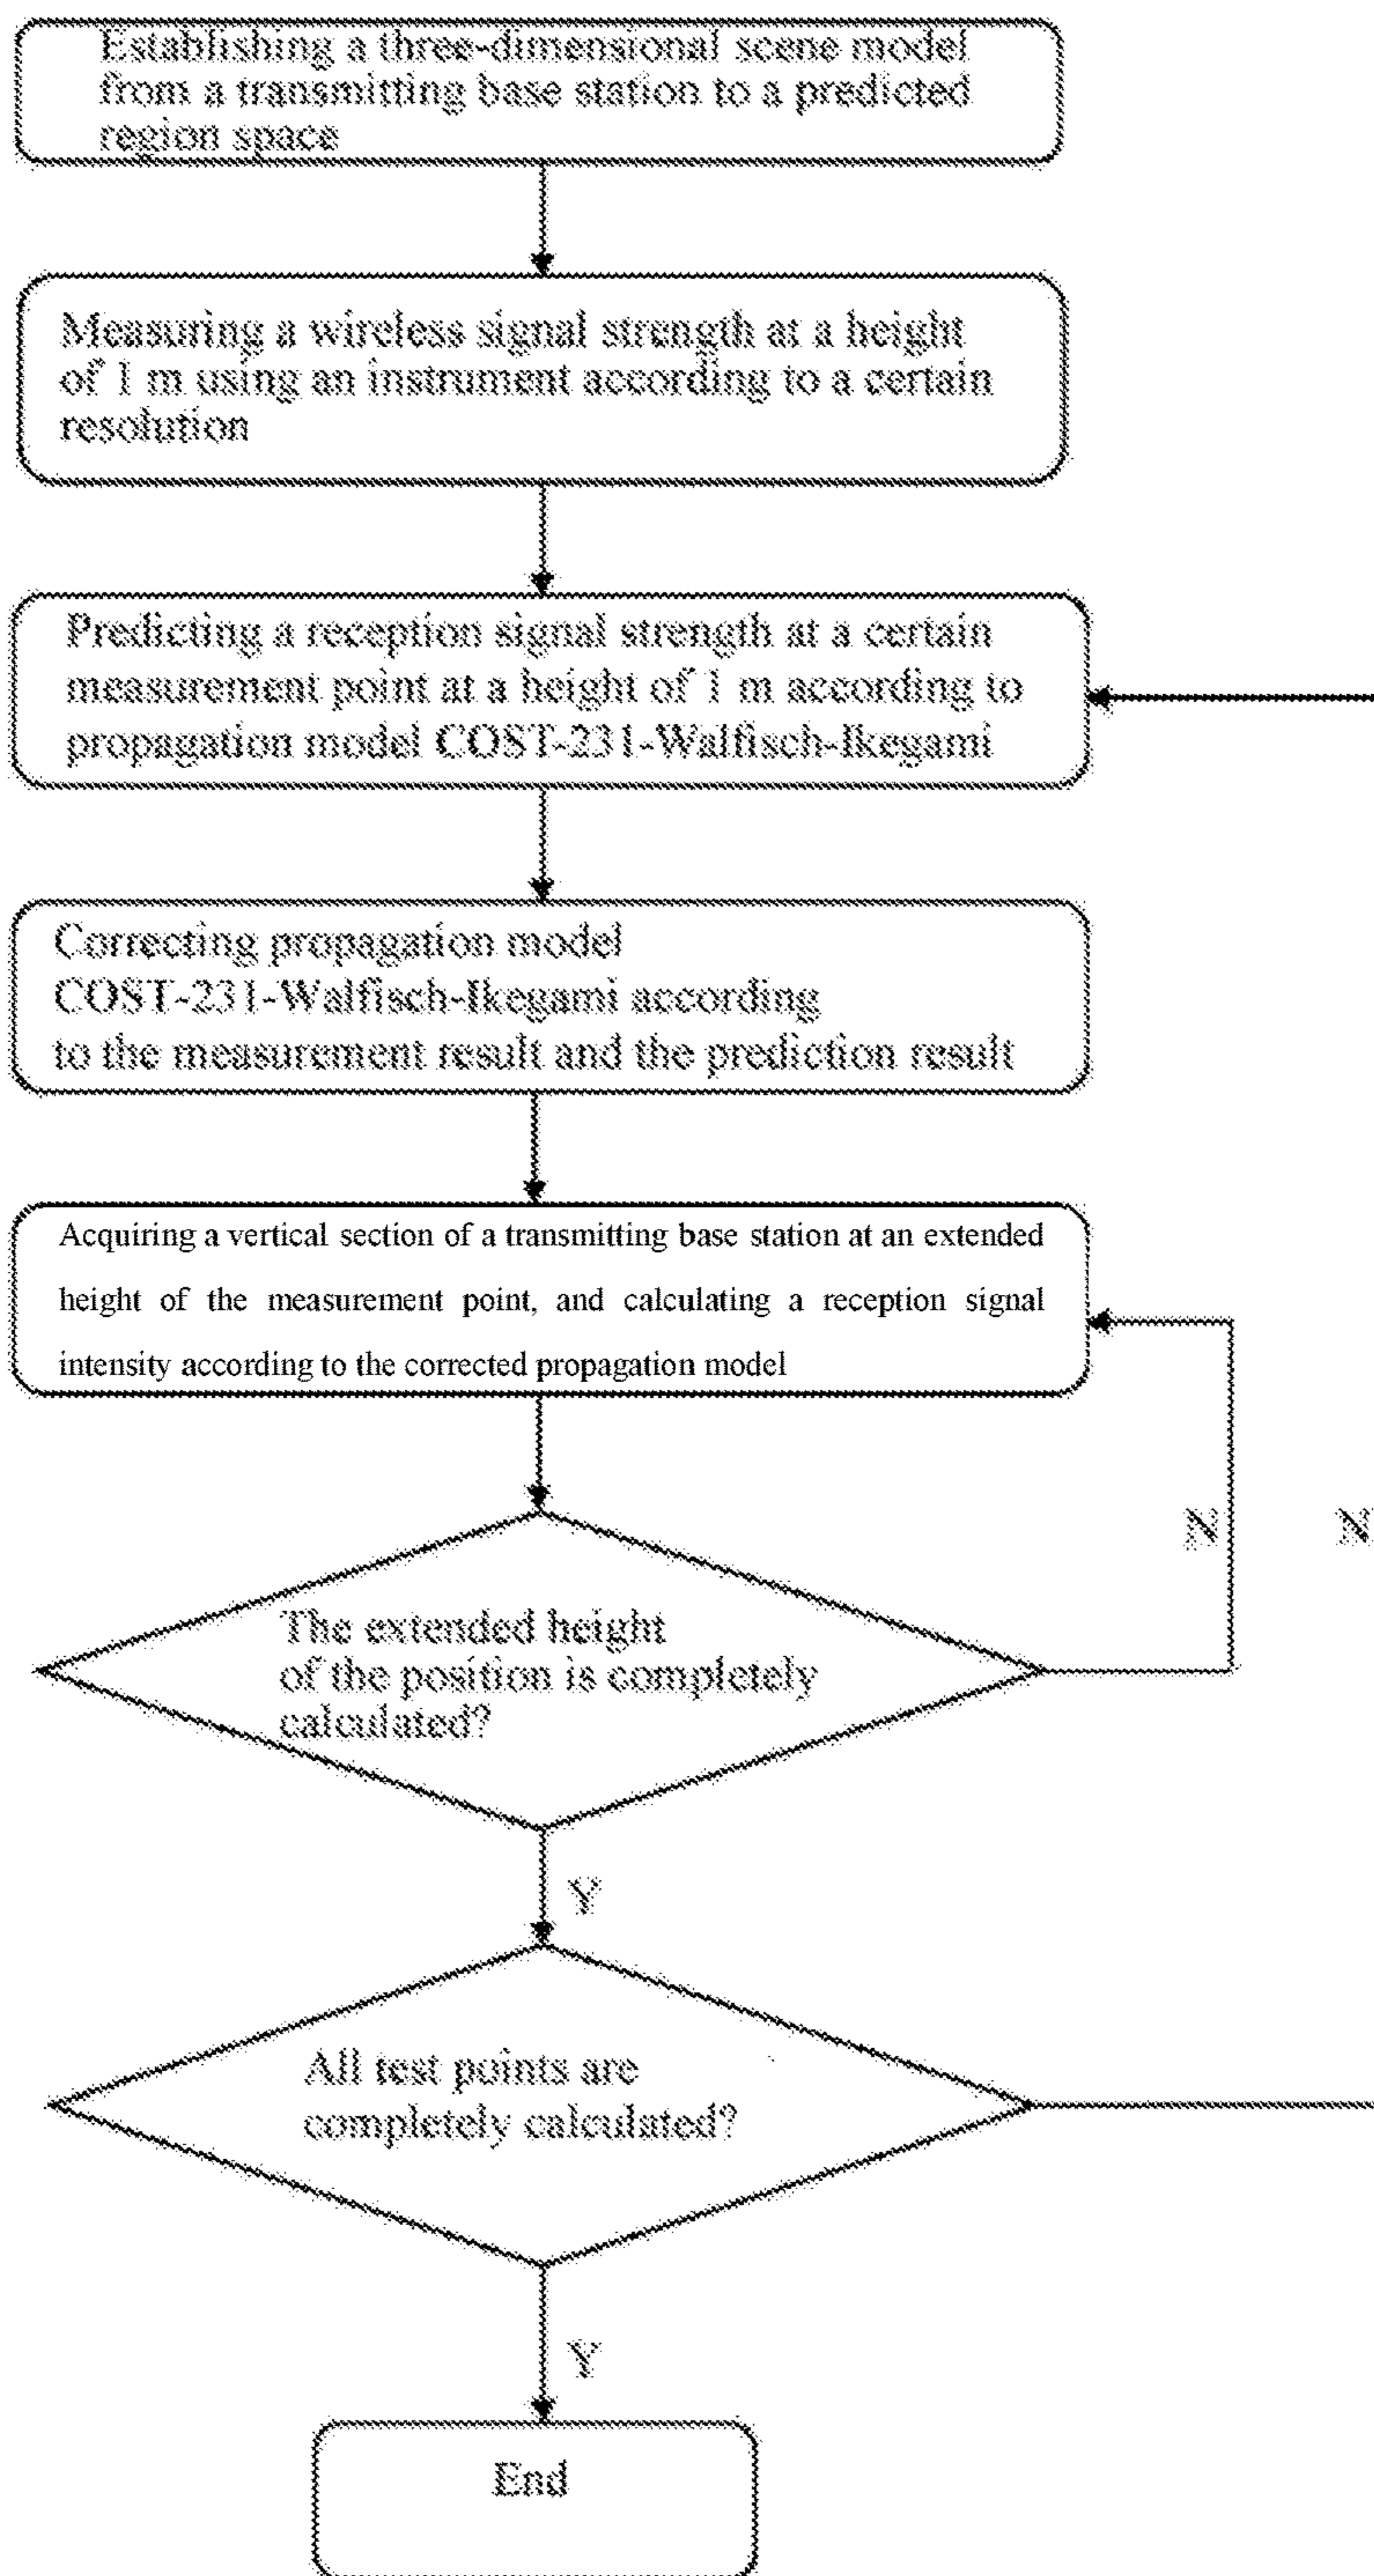 Establishing a three-dimensional scene model
from a transmitting base station to a predicted
region space
Measuring a wireless signal strength at a height
of 1 m using an instrument according to a certain
resolution
Predicting a reception signal strength at a certain
measurement point at a height of 1 m according to
propagation model COST-231-Walfisch-Ikegami
Correcting propagation model
COST-231-Walfisch-Ikegami according
to the measurement result and the prediction result
Acquiring a vertical section of a transmitting base station at an extended
height of the measurement point, and calculating a reception signal
intensity according to the corrected propagation model
N
N
The extended height
of the position is completely
calculated?
Y
All test points are
completely calculated?
Y
End